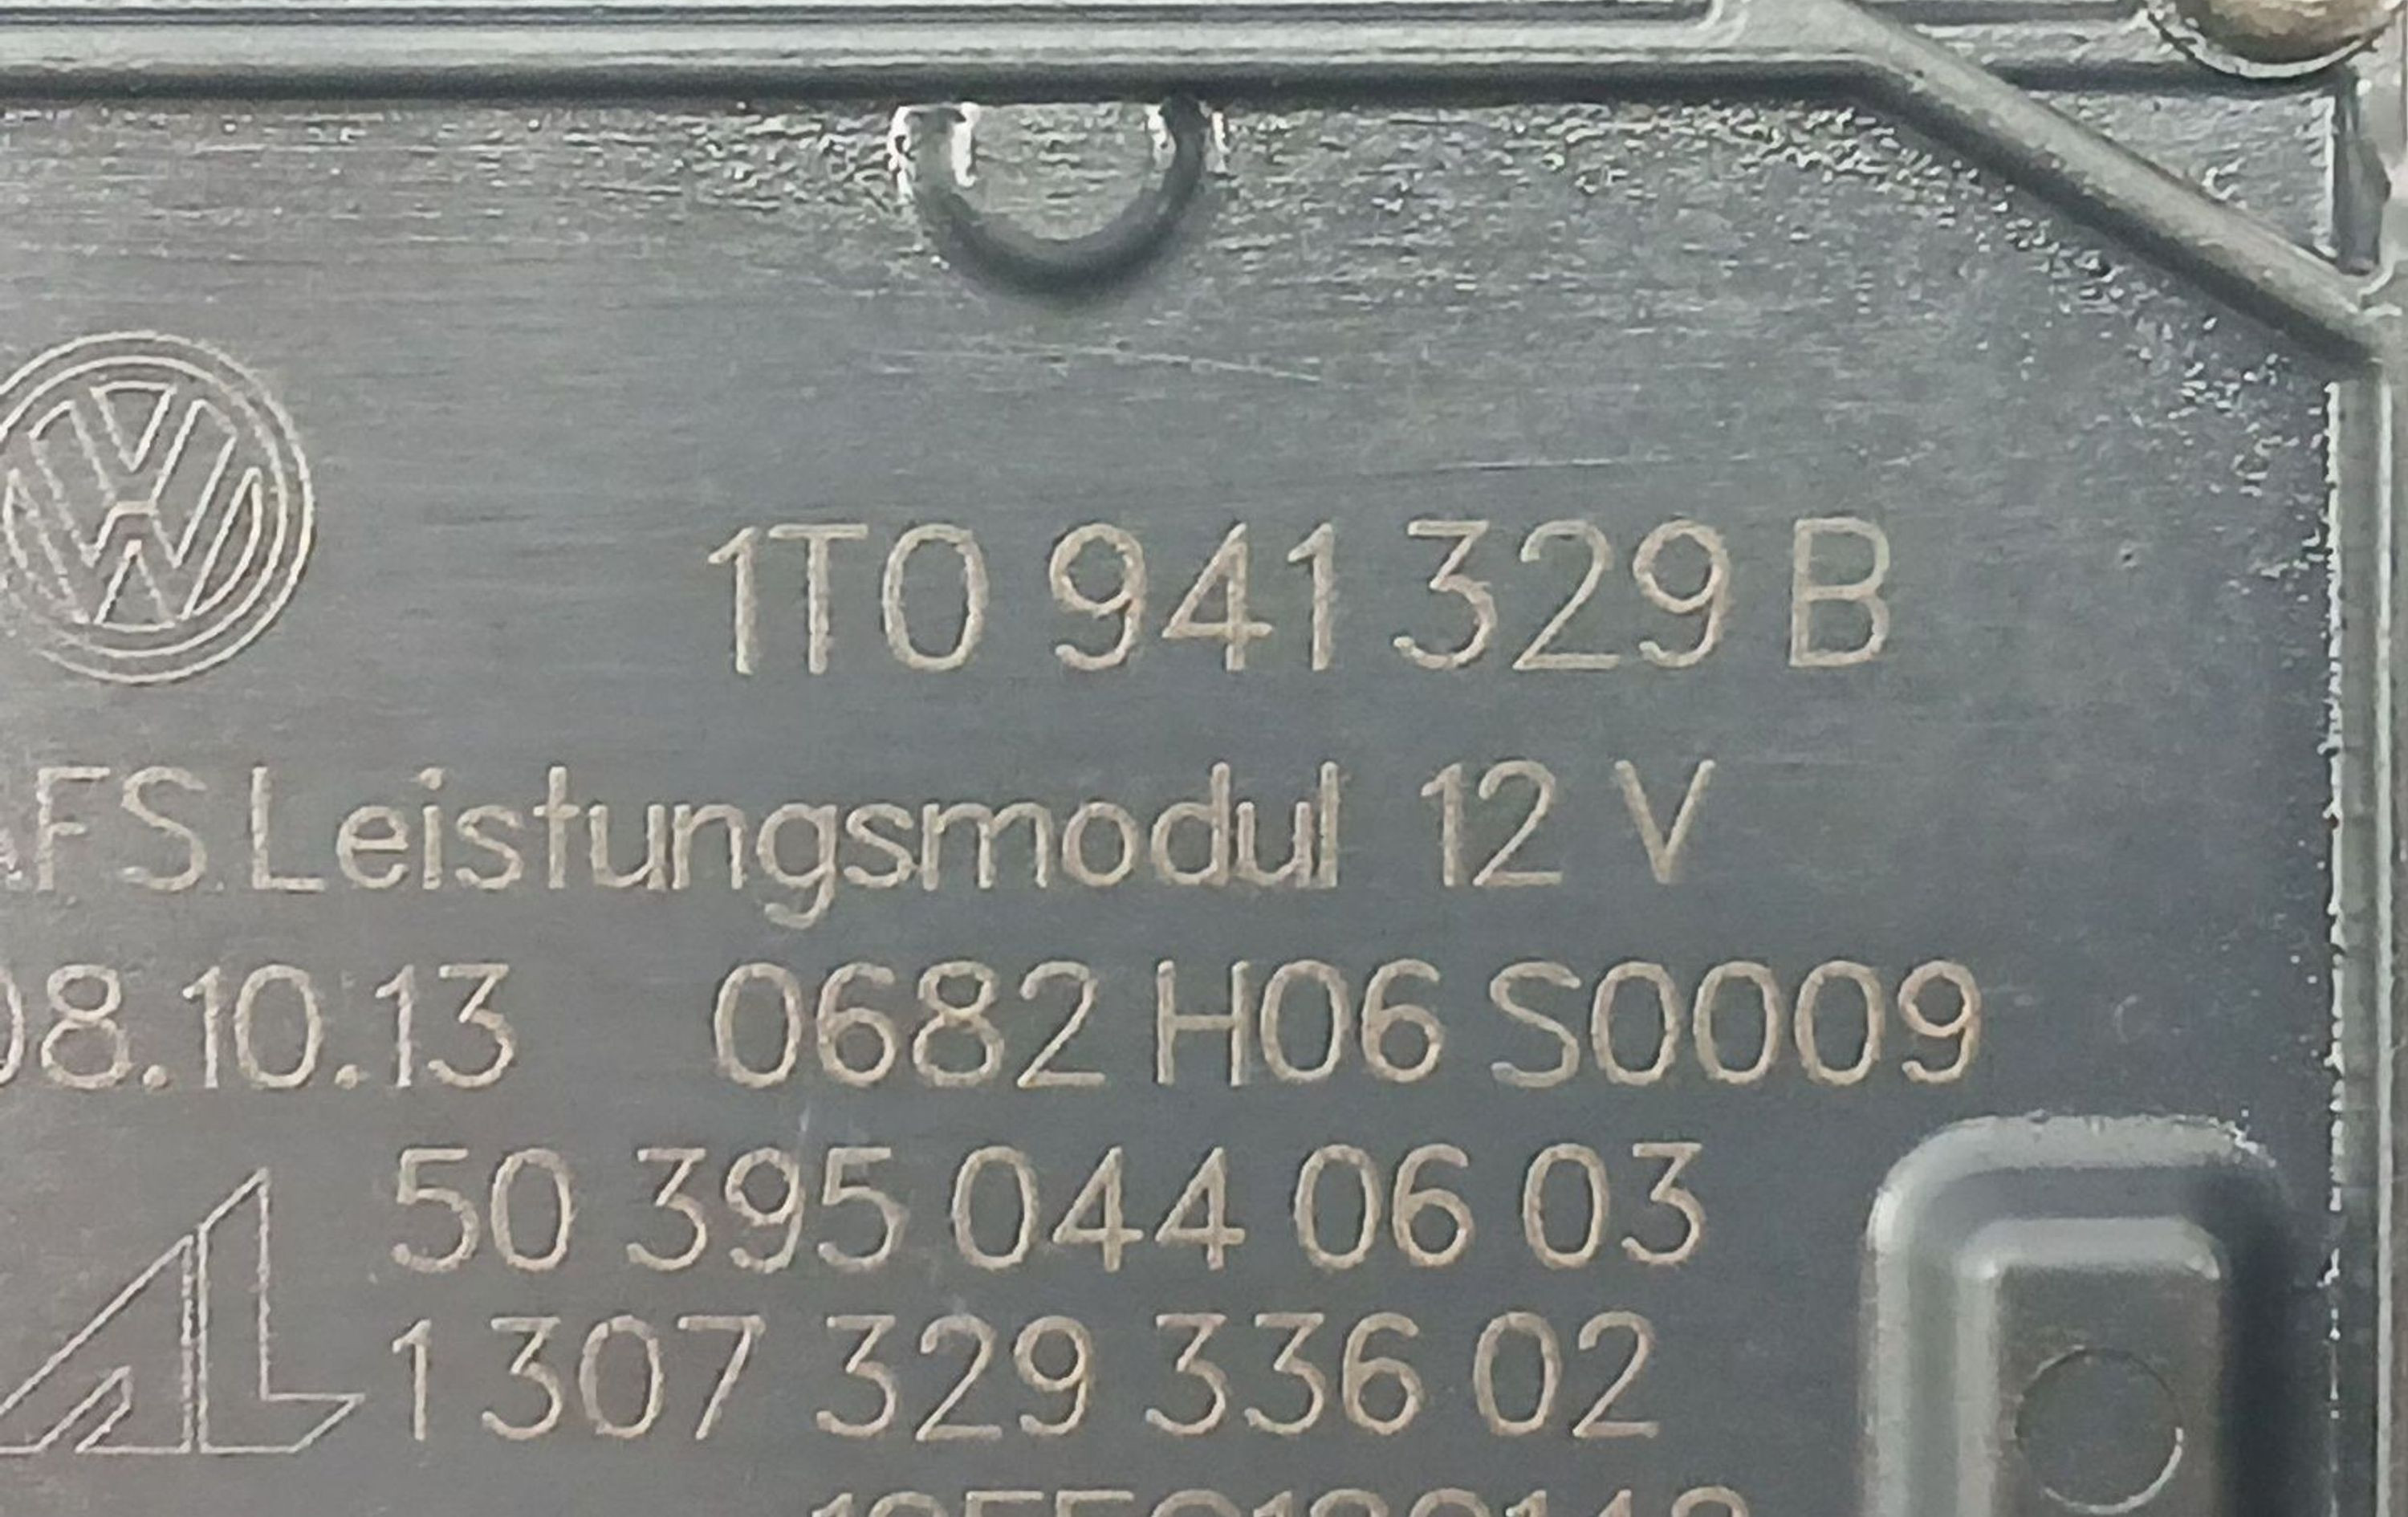 1T0 941 329 B
AFS Leistungsmodul 12 V
08.10.13 0682 H06 S0009
50 395 044 06 03
1 307 329 336 02